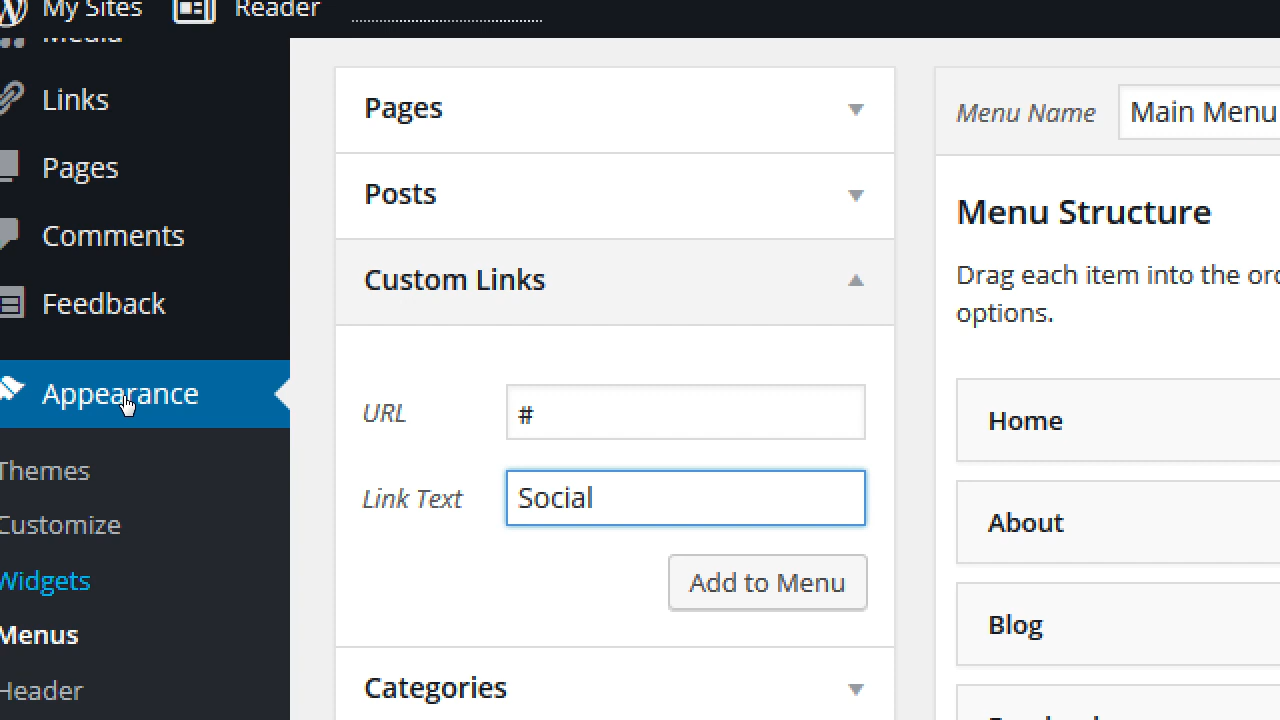 My Sites
Reader
Media
Links
Pages
Comments
Feedback
Appearance
Themes
Customize
Widgets
Menus
Header
Pages
Posts
Custom Links
URL
#
Link Text
Social
Add to Menu
Categories
Menu Name
Main Menu
Menu Structure
Drag each item into the
options.
Home
About
Blog